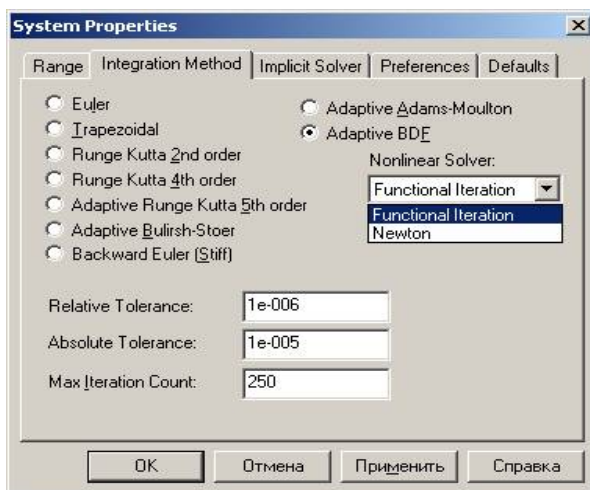 System Properties
Range Integration Method Implicit Solver Preferences Defaults
Euler
Trapezoidal
Runge Kutta 2nd order
Runge Kutta 4th order
Adaptive Runge Kutta 5th order
Adaptive Bulirsh-Stoer
Backward Euler (Stiff)
Adaptive Adams-Moulton
Adaptive BDF
Nonlinear Solver:
Functional Iteration
Functional Iteration
Newton
Relative Tolerance: 1e-006
Absolute Tolerance: 1e-005
Max Iteration Count: 250
OK Отмена Применить Справка